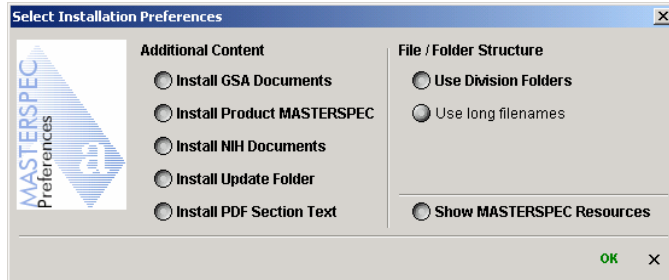 Select Installation Preferences
MASTERSPEC
Preferences
a
Additional Content
Install GSA Documents
Install Product MASTERSPEC
Install NIH Documents
Install Update Folder
Install PDF Section Text
File / Folder Structure
Use Division Folders
Use long filenames
Show MASTERSPEC Resources
OK